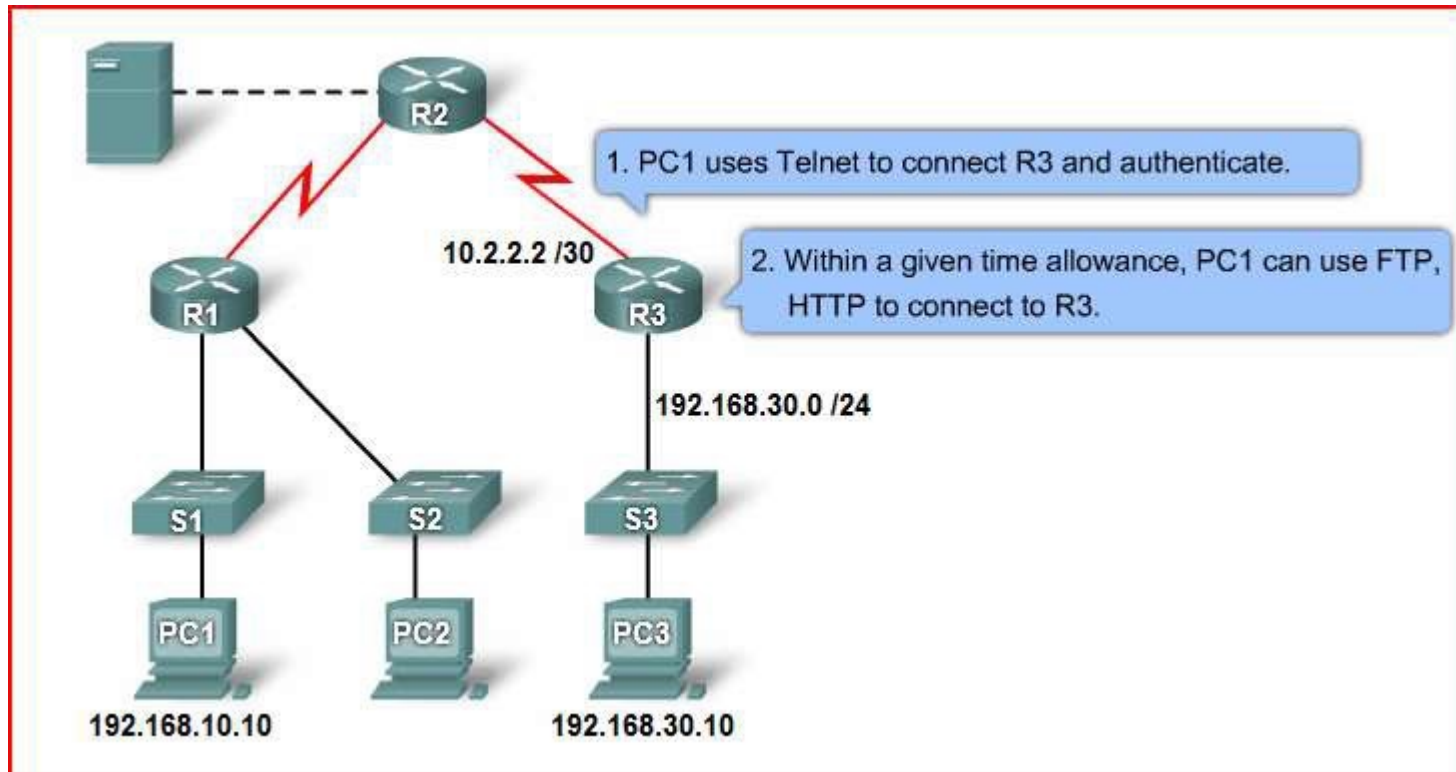 R2
1. PC1 uses Telnet to connect R3 and authenticate.
10.2.2.2 /30
2. Within a given time allowance, PC1 can use FTP,
HTTP to connect to R3.
R1
R3
192.168.30.0 /24
S1
S2
S3
PC1
PC2
PC3
192.168.10.10
192.168.30.10